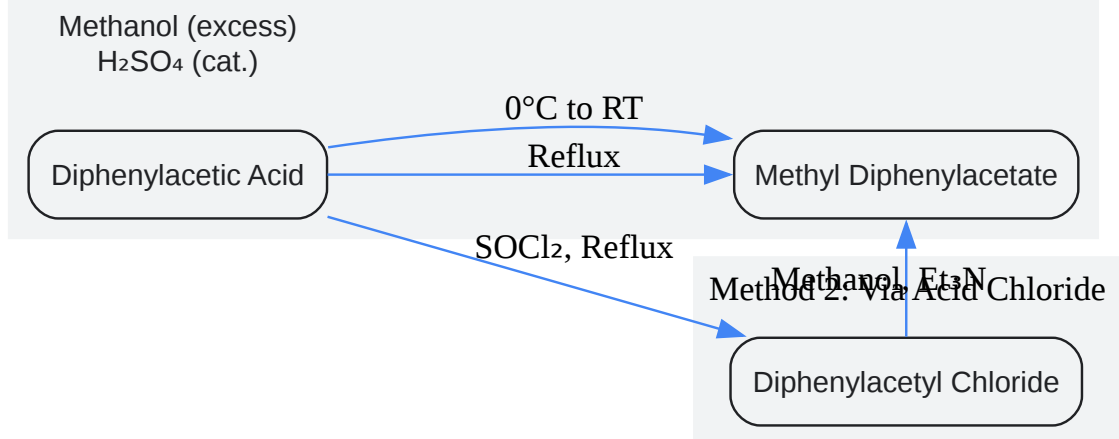 Methanol (excess)
H₂SO₄ (cat.)
0°C to RT
Diphenylacetic Acid
Reflux
Methyl Diphenylacetate
SOCl₂, Reflux
Methanol, Et₃N
Method 2: Via Acid Chloride
Diphenylacetyl Chloride